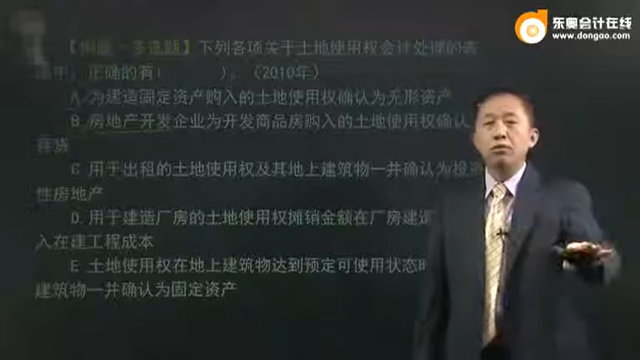 东奥会计在线
www.dongao.com
【例题·多选题】下列各项关于土地使用权会计处理的表
述中,正确的有( )。(2010年)
A.为建造固定资产购入的土地使用权确认为无形资产
B.房地产开发企业为开发商品房购入的土地使用权确认
存货
C.用于出租的土地使用权及其地上建筑物一并确认为投
性房地产
D.用于建造厂房的土地使用权摊销金额在厂房建造
入在建工程成本
E.土地使用权在地上建筑物达到预定可使用状态时
建筑物一并确认为固定资产